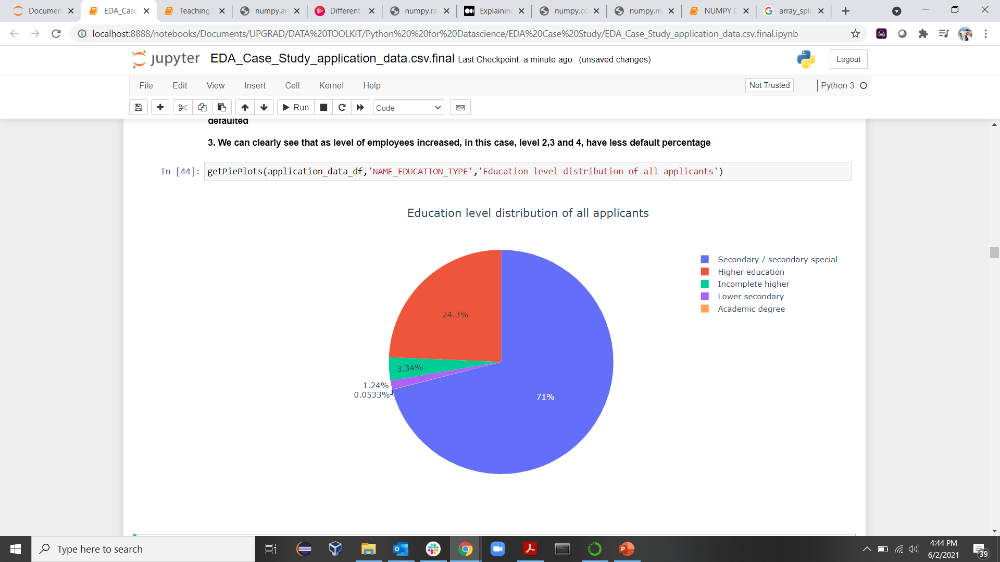 Documen
EDA_Case
Teaching
numpy.ar
Different
numpy.ra
Explaining
numpy.co
numpy.m
NUMPY C
array_spli
localhost:8888/notebooks/Documents/UPGRAD/DATA%20TOOLKIT/Python%20%20for%20Datascience/EDA%20Case%20Study/EDA_Case_Study_application_data.csv.final.ipynb
jupyter EDA_Case_Study_application_data.csv.final Last Checkpoint: a minute ago (unsaved changes)
Logout
File Edit View Insert Cell Kernel Help
Not Trusted
Python 3
Run
Code
defaulted
3. We can clearly see that as level of employees increased, in this case, level 2,3 and 4, have less default percentage
In [44]: getPiePlots(application_data_df,'NAME_EDUCATION_TYPE','Education level distribution of all applicants')
Education level distribution of all applicants
Secondary / secondary special
Higher education
Incomplete higher
Lower secondary
Academic degree
24.3%
3.34%
1.24%
0.0533%
71%
Type here to search
4:44 PM
6/2/2021
39